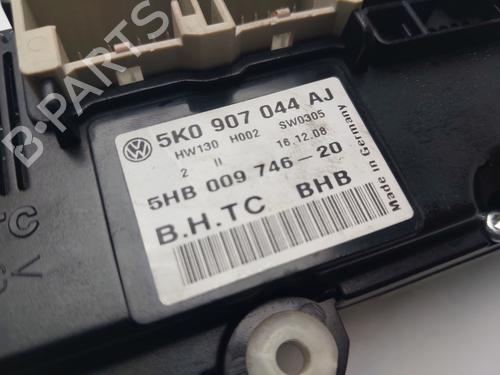 B-PARTS
5K0 907 044 AJ
HW130 H002 SW0305
2 II 16.12.08
5HB 009 746-20
B.H.TC BHB
Made in Germany